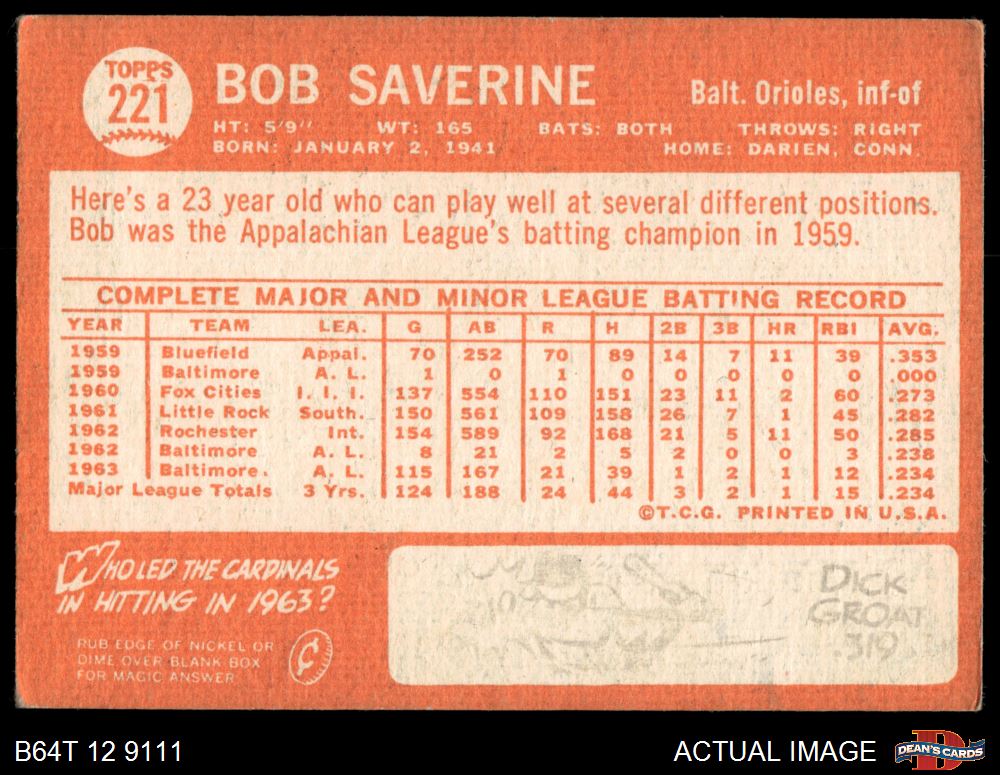 TOPPS
221
BOB SAVERINE
Balt. Orioles, inf-of
HT: 5'9" WT: 165 BATS: BOTH THROWS: RIGHT
BORN: JANUARY 2, 1941 HOME: DARIEN, CONN.
Here's a 23 year old who can play well at several different positions.
Bob was the Appalachian League's batting champion in 1959.
COMPLETE MAJOR AND MINOR LEAGUE BATTING RECORD
YEAR TEAM LEA. G AB R H 2B 3B HR RBI AVG.
1959 Bluefield Appal. 70 252 70 89 14 7 11 39 .353
1959 Baltimore A. L. 1 0 1 0 0 0 0 0 .000
1960 Fox Cities I. I. I. 137 554 110 151 23 11 2 60 .273
1961 Little Rock South. 150 561 109 158 26 7 1 45 .282
1962 Rochester Int. 154 589 92 168 21 5 11 50 .285
1962 Baltimore A. L. 8 21 2 5 2 0 0 3 .238
1963 Baltimore. A. L. 115 167 21 39 1 2 1 12 .234
Major League Totals 3 Yrs. 124 188 24 44 3 2 1 15 .234
©T.C.G. PRINTED IN U.S.A.
WHO LED THE CARDINALS
IN HITTING IN 1963?
RUB EDGE OF NICKEL OR
DIME OVER BLANK BOX
FOR MAGIC ANSWER
¢
DICK
GROAT
.319
B64T 12 9111
ACTUAL IMAGE
DEAN'S CARDS